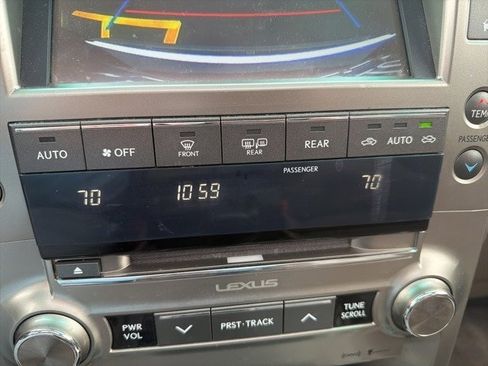 AUTO OFF FRONT REAR REAR AUTO
TEMP
PASSENGER
PASSENGER
70 10:59 70
LEXUS
PWR VOL PRST·TRACK TUNE SCROLL